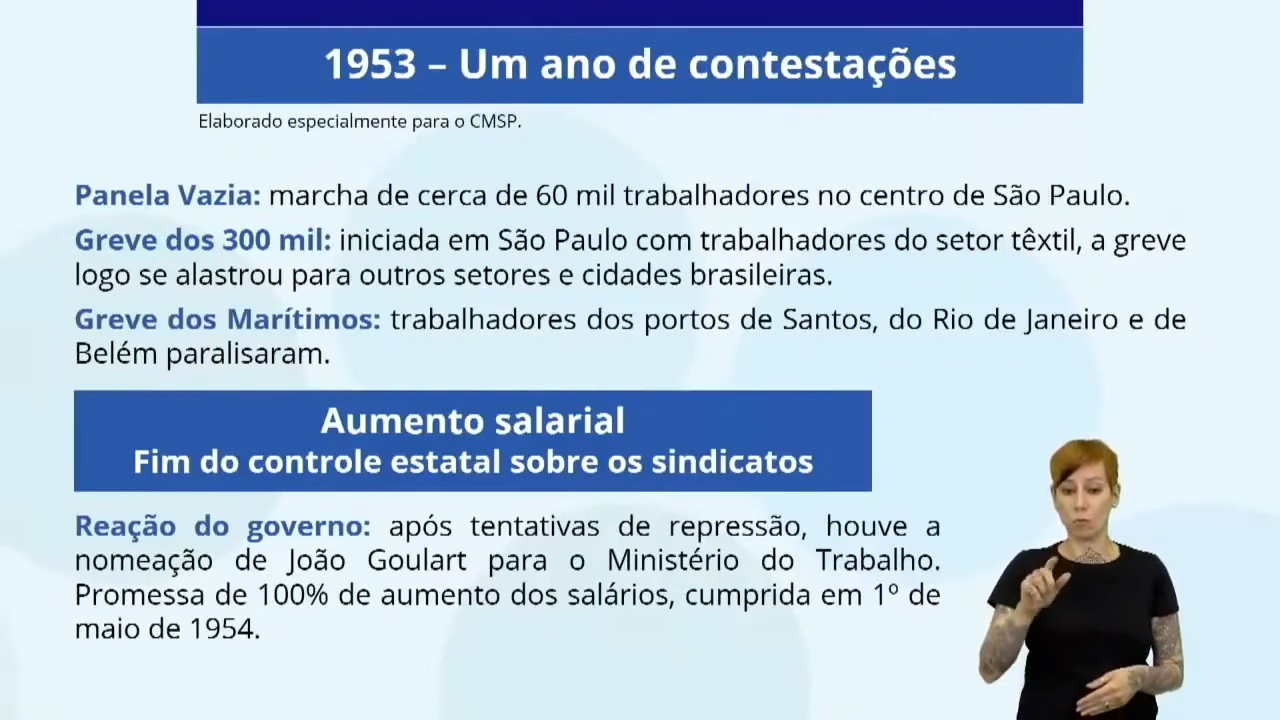 1953 – Um ano de contestações
Elaborado especialmente para o CMSP.
Panela Vazia: marcha de cerca de 60 mil trabalhadores no centro de São Paulo.
Greve dos 300 mil: iniciada em São Paulo com trabalhadores do setor têxtil, a greve
logo se alastrou para outros setores e cidades brasileiras.
Greve dos Marítimos: trabalhadores dos portos de Santos, do Rio de Janeiro e de
Belém paralisaram.
Aumento salarial
Fim do controle estatal sobre os sindicatos
Reação do governo: após tentativas de repressão, houve a
nomeação de João Goulart para o Ministério do Trabalho.
Promessa de 100% de aumento dos salários, cumprida em 1º de
maio de 1954.